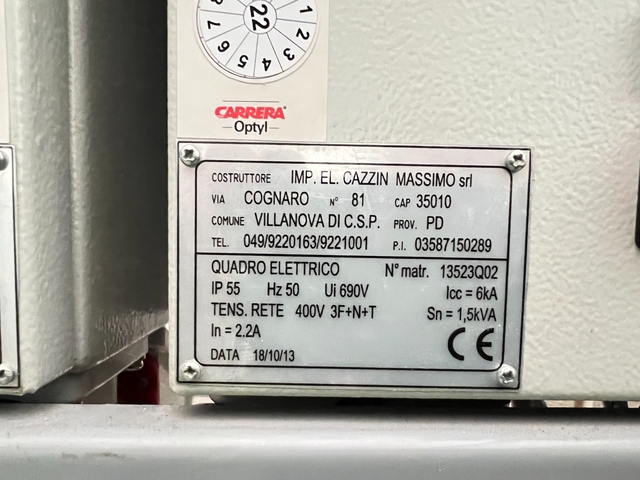 1
2
3
4
5
6
7
22
CARRERA
Optyl
COSTRUTTORE IMP. EL. CAZZIN MASSIMO srl
VIA COGNARO N° 81 CAP 35010
COMUNE VILLANOVA DI C.S.P. PROV. PD
TEL. 049/9220163/9221001 P.I. 03587150289
QUADRO ELETTRICO N° matr. 13523Q02
IP 55 Hz 50 Ui 690V Icc = 6kA
TENS. RETE 400V 3F+N+T Sn = 1,5kVA
In = 2.2A
DATA 18/10/13
CE